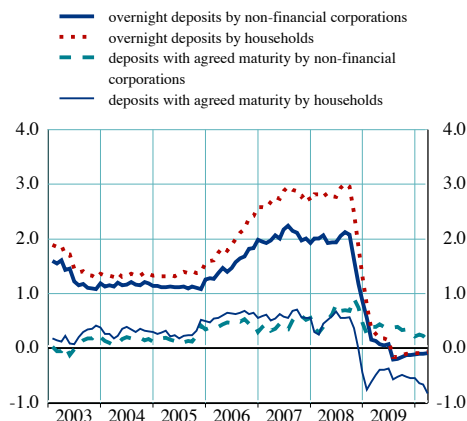 overnight deposits by non-financial corporations
overnight deposits by households
deposits with agreed maturity by non-financial
corporations
deposits with agreed maturity by households
4.0 4.0
3.0 3.0
2.0 2.0
1.0 1.0
0.0 0.0
-1.0 -1.0
2003 2004 2005 2006 2007 2008 2009